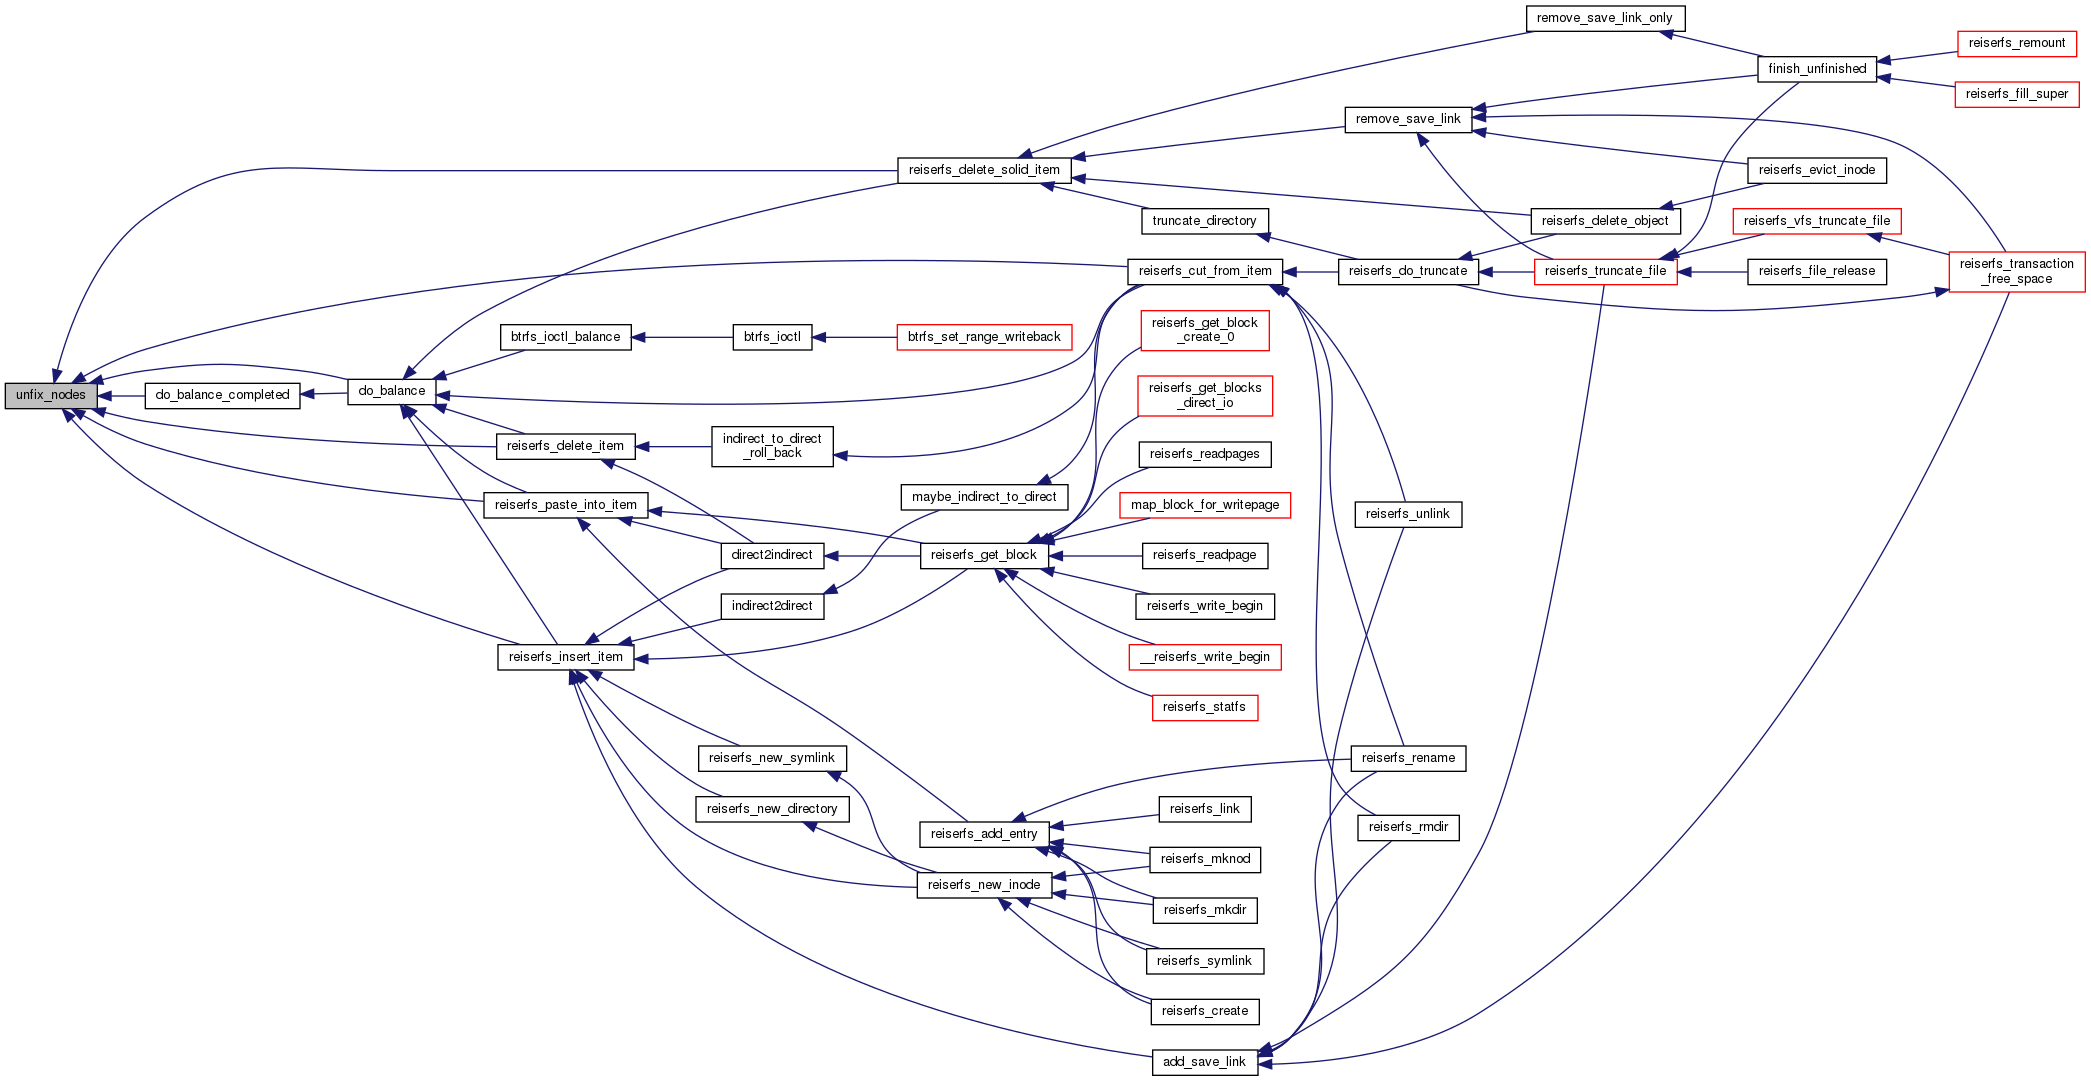 remove_save_link_only
reiserfs_remount
finish_unfinished
reiserfs_fill_super
remove_save_link
reiserfs_delete_solid_item
reiserfs_evict_inode
truncate_directory
reiserfs_delete_object
reiserfs_vfs_truncate_file
reiserfs_cut_from_item
reiserfs_do_truncate
reiserfs_truncate_file
reiserfs_file_release
reiserfs_transaction
_free_space
btrfs_ioctl_balance
btrfs_ioctl
btrfs_set_range_writeback
reiserfs_get_block
_create_0
unfix_nodes
do_balance_completed
do_balance
reiserfs_get_blocks
_direct_io
reiserfs_delete_item
indirect_to_direct
_roll_back
reiserfs_readpages
reiserfs_paste_into_item
maybe_indirect_to_direct
map_block_for_writepage
reiserfs_unlink
direct2indirect
reiserfs_get_block
reiserfs_readpage
indirect2direct
reiserfs_write_begin
reiserfs_insert_item
__reiserfs_write_begin
reiserfs_statfs
reiserfs_new_symlink
reiserfs_rename
reiserfs_new_directory
reiserfs_link
reiserfs_add_entry
reiserfs_rmdir
reiserfs_mknod
reiserfs_new_inode
reiserfs_mkdir
reiserfs_symlink
reiserfs_create
add_save_link